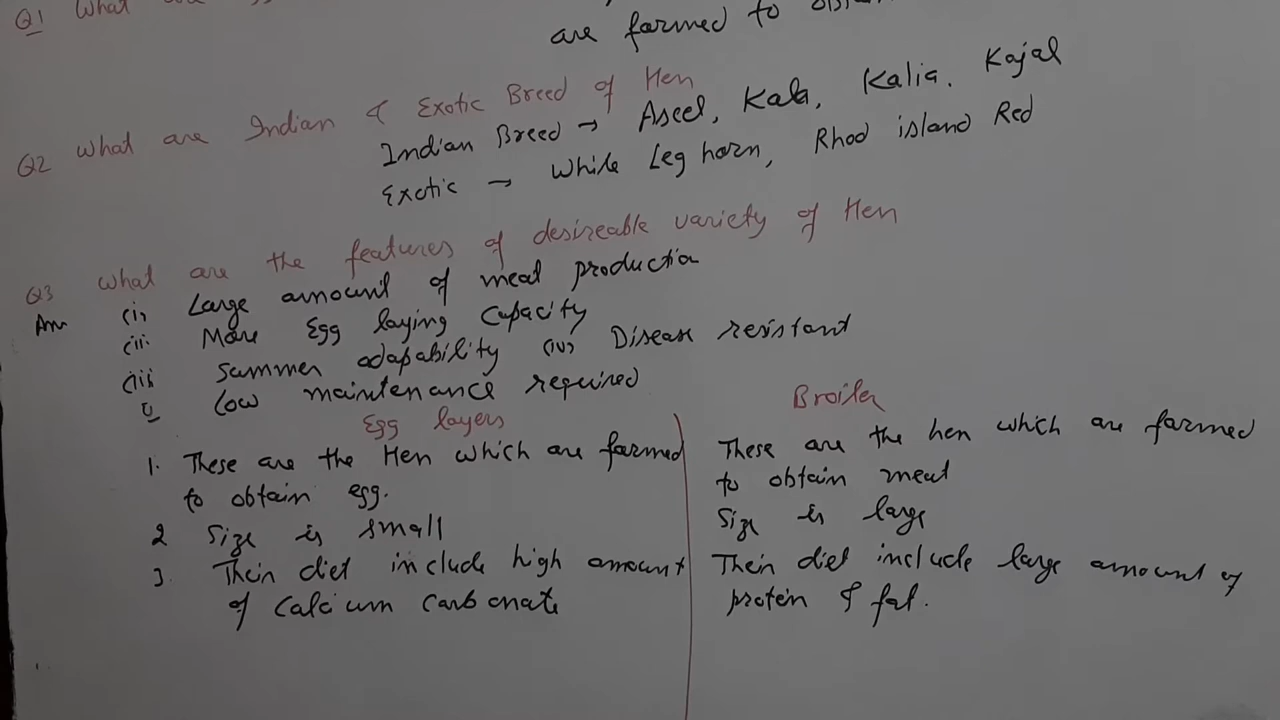 Q1 What are
are farmed to
Q2 What are Indian & Exotic Breed of Hen
Indian Breed → Aseel, Kala, Kalia. Kajal
Exotic → While Leg horn, Rhod island Red
Q3 What are the features of desireable variety of Hen
Ans (i) Large amount of meat production
(ii. More Egg laying Capacity
(iii Summer adapability (iv) Disease resistant
Low maintenance required
Egg layers
1. These are the Hen which are farmed
to obtain egg.
2 Size is small
3. Their diet include high amount
of Calcium Carbonate
Broiler
These are the hen which are farmed
to obtain meat
Size is large
Their diet include large amount of
protein & fat.